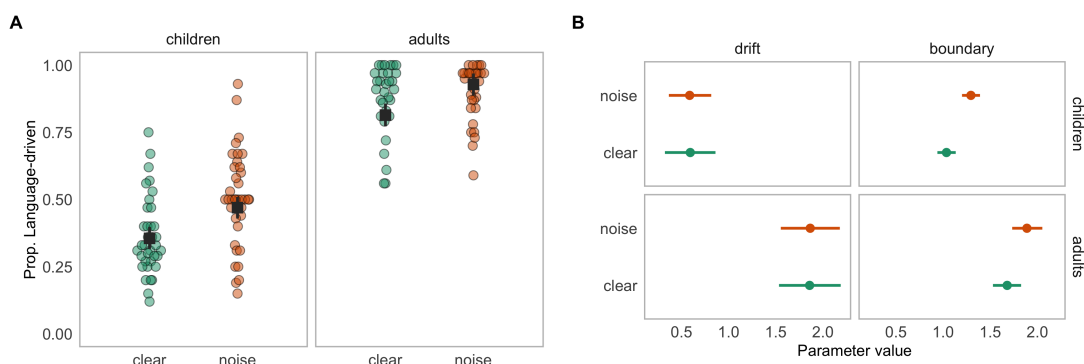 A
children adults
Prop. Language-driven
1.00
0.75
0.50
0.25
0.00
clear noise clear noise
B
drift boundary
noise
clear
children
noise
clear
adults
0.5 1.0 1.5 2.0 0.5 1.0 1.5 2.0
Parameter value